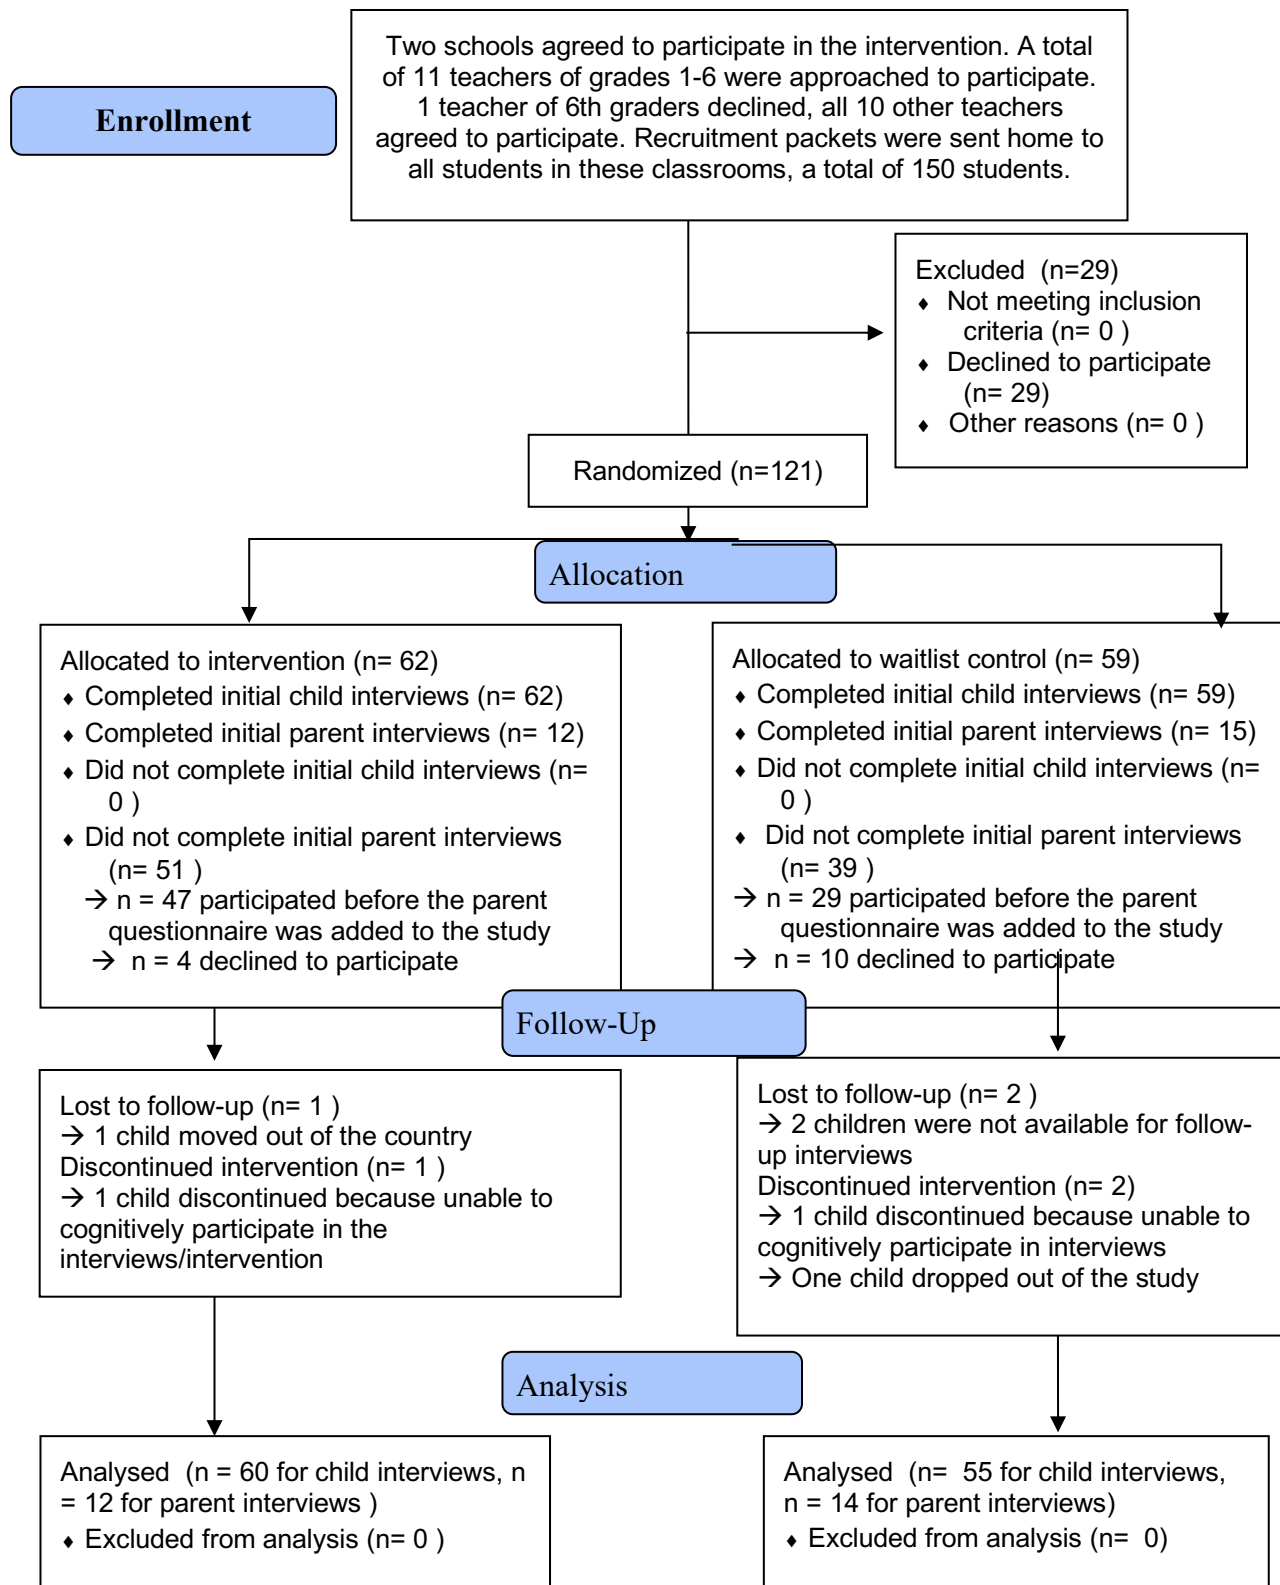 Two schools agreed to participate in the intervention. A total
of 11 teachers of grades 1-6 were approached to participate.
1 teacher of 6th graders declined, all 10 other teachers
agreed to participate. Recruitment packets were sent home to
all students in these classrooms, a total of 150 students.
Enrollment
Excluded (n=29)
♦ Not meeting inclusion
criteria (n= 0 )
♦ Declined to participate
(n= 29)
♦ Other reasons (n= 0 )
Randomized (n=121)
Allocation
Allocated to intervention (n= 62)
♦ Completed initial child interviews (n= 62)
♦ Completed initial parent interviews (n= 12)
♦ Did not complete initial child interviews (n=
0 )
♦ Did not complete initial parent interviews
(n= 51 )
→ n = 47 participated before the parent
questionnaire was added to the study
→ n = 4 declined to participate
Allocated to waitlist control (n= 59)
♦ Completed initial child interviews (n= 59)
♦ Completed initial parent interviews (n= 15)
♦ Did not complete initial child interviews (n=
0 )
♦ Did not complete initial parent interviews
(n= 39 )
→ n = 29 participated before the parent
questionnaire was added to the study
→ n = 10 declined to participate
Follow-Up
Lost to follow-up (n= 1 )
→ 1 child moved out of the country
Discontinued intervention (n= 1 )
→ 1 child discontinued because unable to
cognitively participate in the
interviews/intervention
Lost to follow-up (n= 2 )
→ 2 children were not available for follow-
up interviews
Discontinued intervention (n= 2)
→ 1 child discontinued because unable to
cognitively participate in interviews
→ One child dropped out of the study
Analysis
Analysed (n = 60 for child interviews, n
= 12 for parent interviews )
♦ Excluded from analysis (n= 0 )
Analysed (n= 55 for child interviews,
n = 14 for parent interviews)
♦ Excluded from analysis (n= 0)